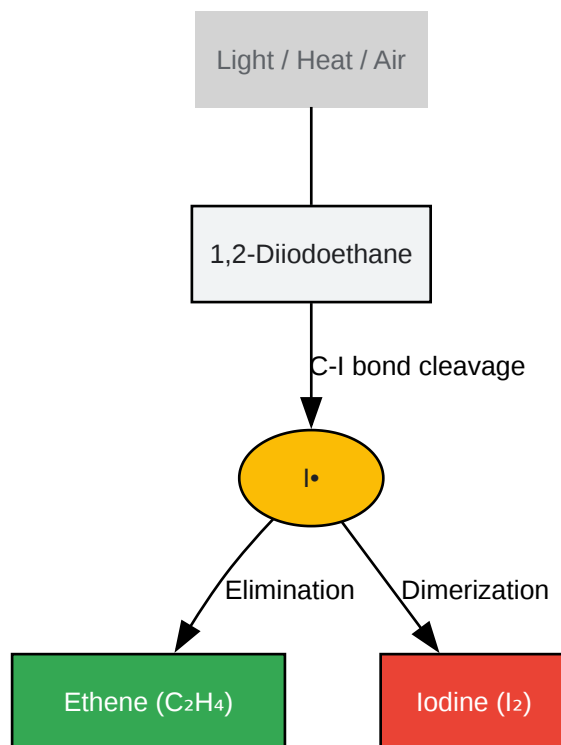 Light / Heat / Air
1,2-Diiodoethane
C-I bond cleavage
I•
Elimination
Dimerization
Ethene (C₂H₄)
Iodine (I₂)